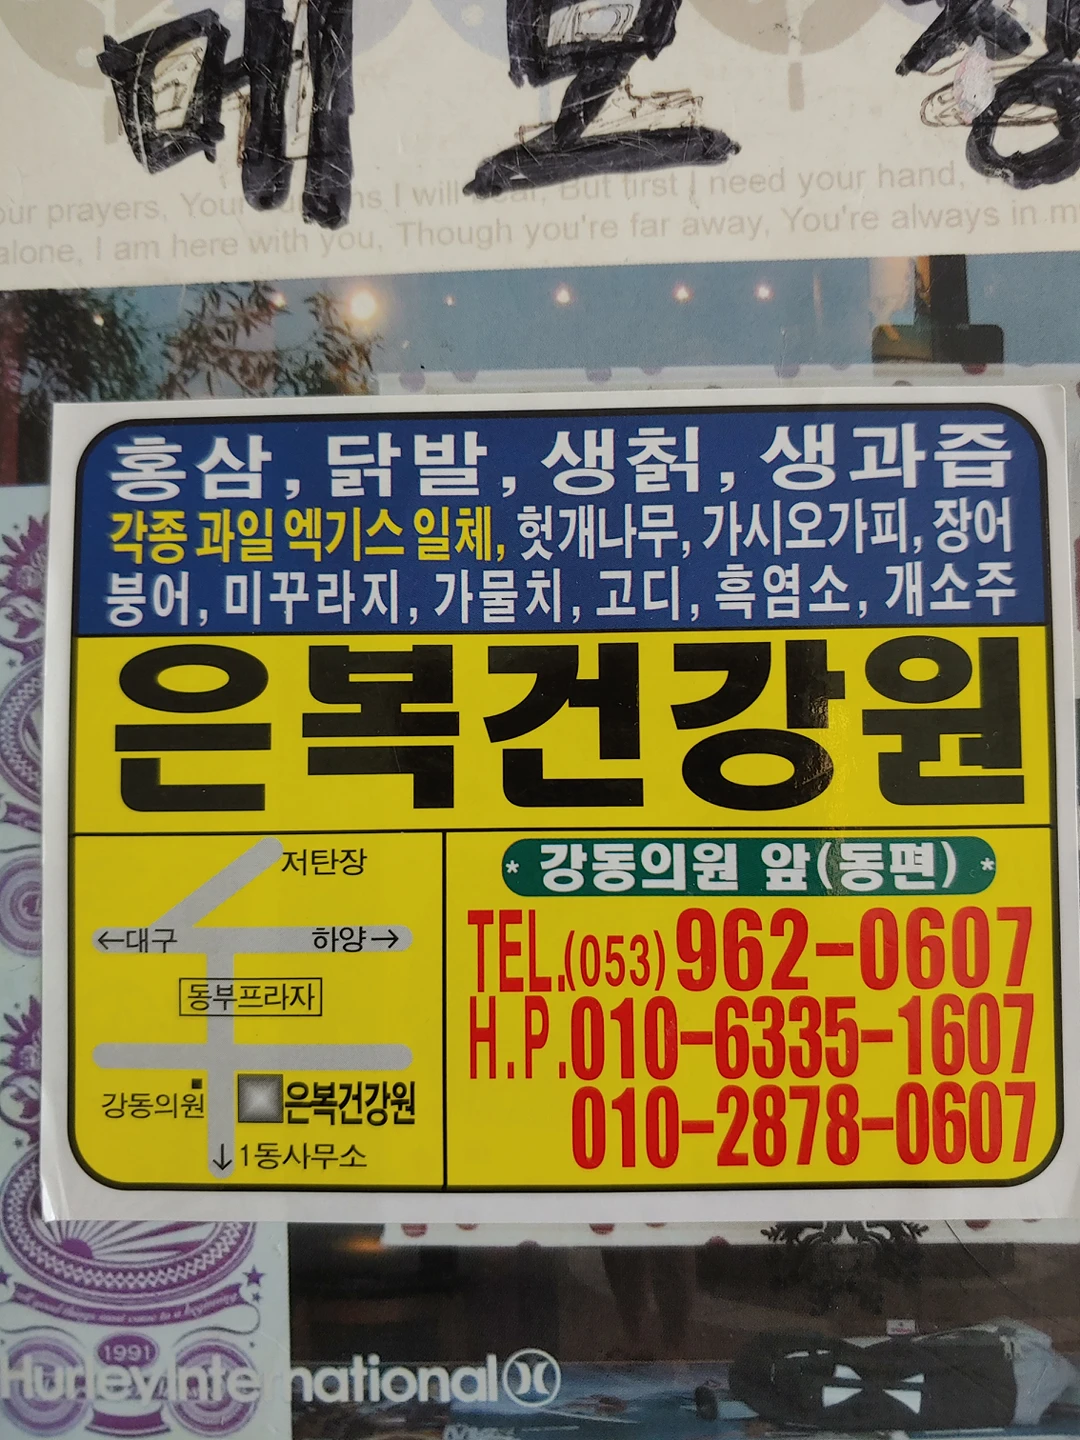 메모장
our prayers, Your
ns I will
But first I need your hand,
alone, I am here with you, Though you're far away, You're always in m
홍삼, 닭발, 생칡, 생과즙
각종 과일 엑기스 일체, 헛개나무, 가시오가피, 장어
붕어, 미꾸라지, 가물치, 고디, 흑염소, 개소주
은복건강원
저탄장
←대구 하양→
동부프라자
강동의원 은복건강원
↓1동사무소
* 강동의원 앞(동편) *
TEL.(053)962-0607
H.P.010-6335-1607
010-2878-0607
1991
Hurley International